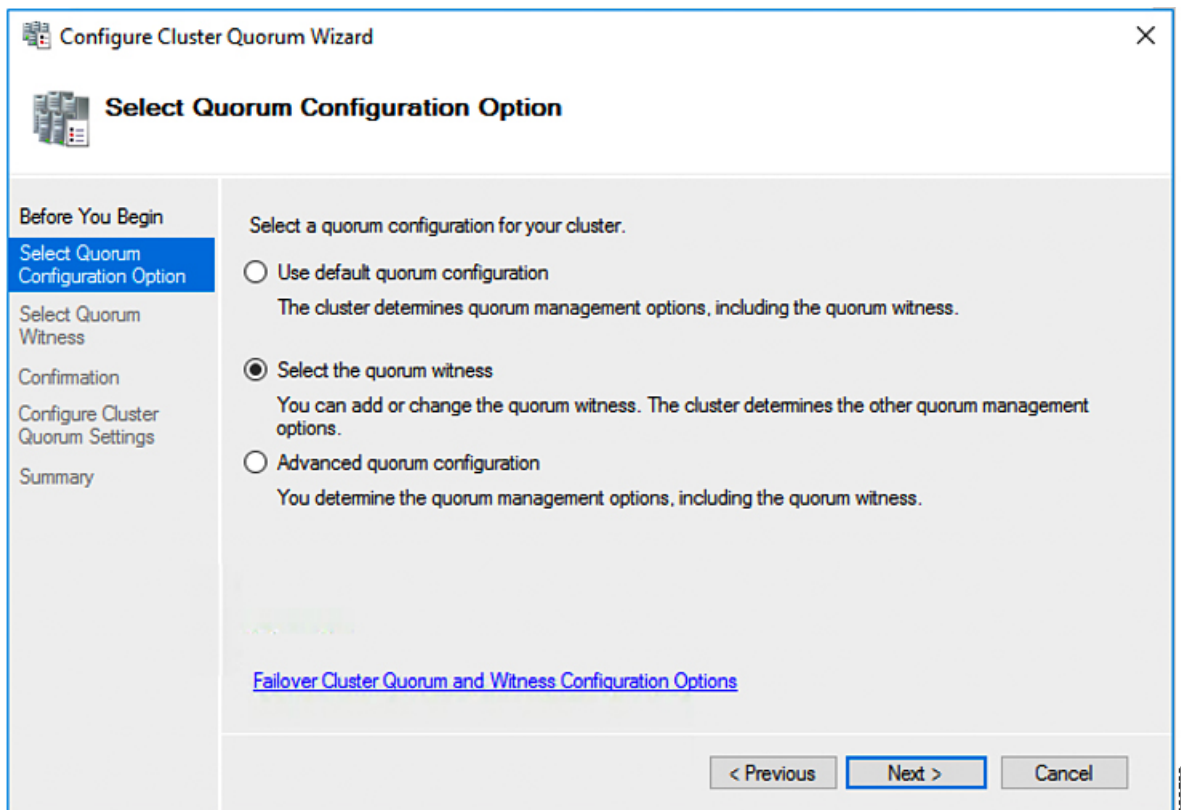 Configure Cluster Quorum Wizard
Select Quorum Configuration Option
Before You Begin
Select Quorum
Configuration Option
Select Quorum
Witness
Confirmation
Configure Cluster
Quorum Settings
Summary
Select a quorum configuration for your cluster.
Use default quorum configuration
The cluster determines quorum management options, including the quorum witness.
Select the quorum witness
You can add or change the quorum witness. The cluster determines the other quorum management
options.
Advanced quorum configuration
You determine the quorum management options, including the quorum witness.
Failover Cluster Quorum and Witness Configuration Options
< Previous
Next >
Cancel